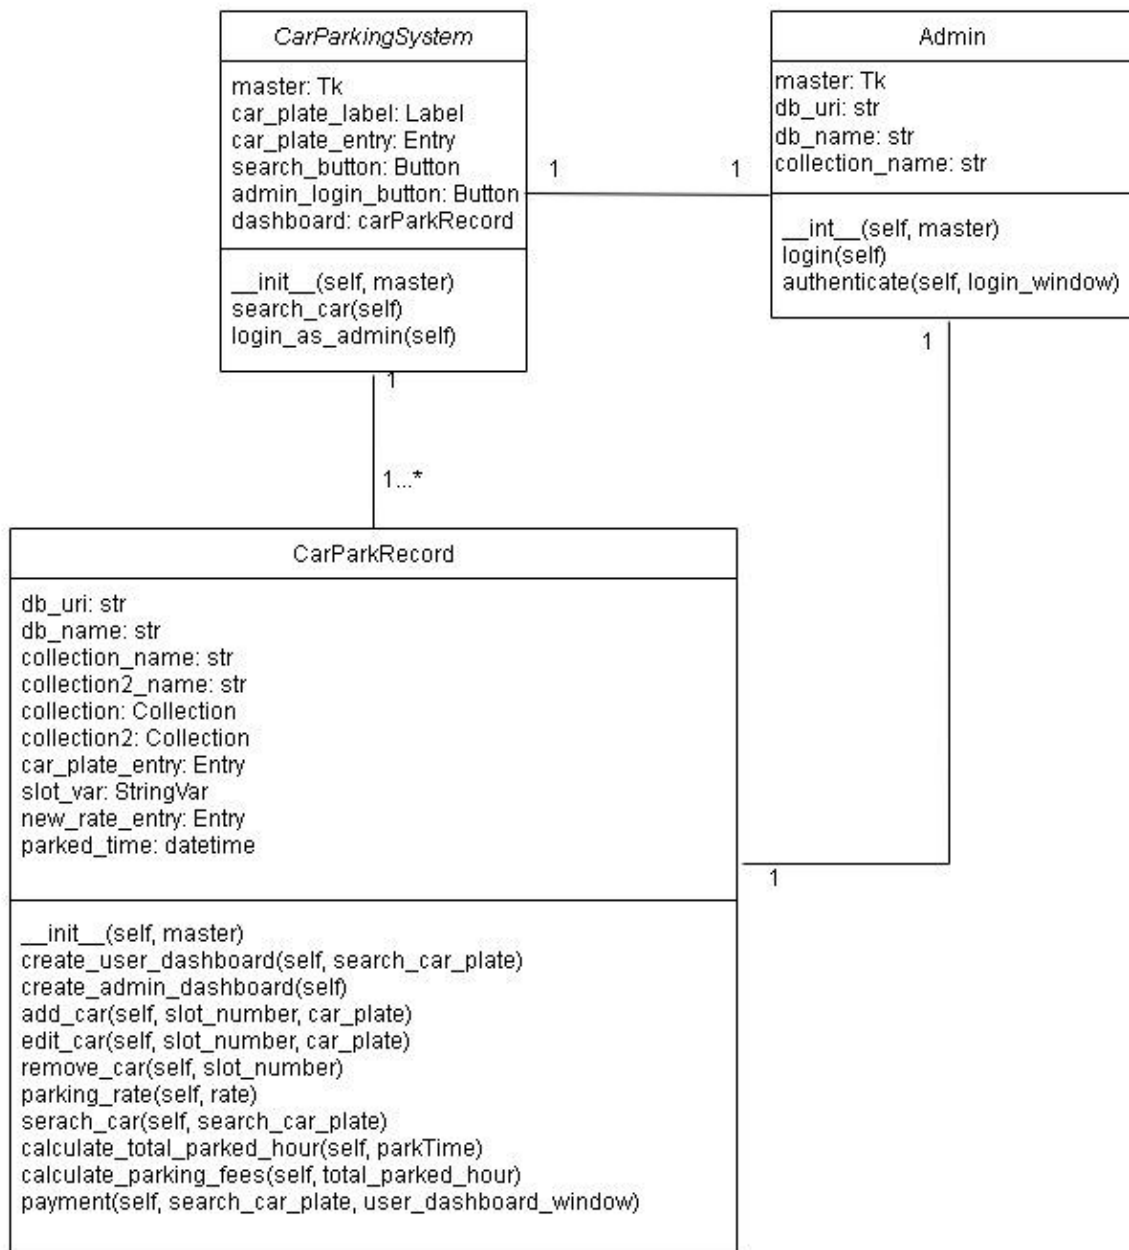 CarParkingSystem
master: Tk
car_plate_label: Label
car_plate_entry: Entry
search_button: Button
admin_login_button: Button
dashboard: carParkRecord
__init__(self, master)
search_car(self)
login_as_admin(self)
Admin
master: Tk
db_uri: str
db_name: str
collection_name: str
__int__(self, master)
login(self)
authenticate(self, login_window)
1
1
1
1
1...*
1
CarParkRecord
db_uri: str
db_name: str
collection_name: str
collection2_name: str
collection: Collection
collection2: Collection
car_plate_entry: Entry
slot_var: StringVar
new_rate_entry: Entry
parked_time: datetime
__init__(self, master)
create_user_dashboard(self, search_car_plate)
create_admin_dashboard(self)
add_car(self, slot_number, car_plate)
edit_car(self, slot_number, car_plate)
remove_car(self, slot_number)
parking_rate(self, rate)
serach_car(self, search_car_plate)
calculate_total_parked_hour(self, parkTime)
calculate_parking_fees(self, total_parked_hour)
payment(self, search_car_plate, user_dashboard_window)